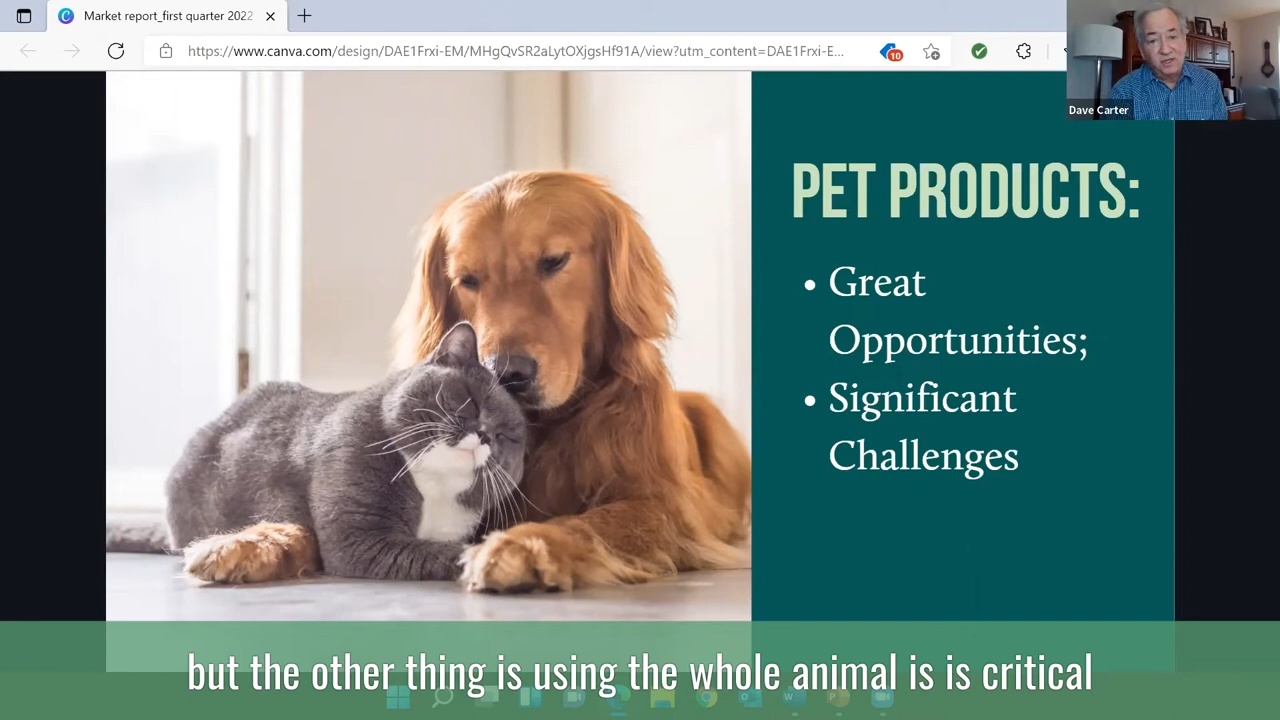 Market report_first quarter 2022
https://www.canva.com/design/DAE1Frxi-EM/MHgQvSR2aLytOXjgsHf91A/view?utm_content=DAE1Frxi-E...
10
Dave Carter
PET PRODUCTS:
• Great
Opportunities;
• Significant
Challenges
but the other thing is using the whole animal is is critical